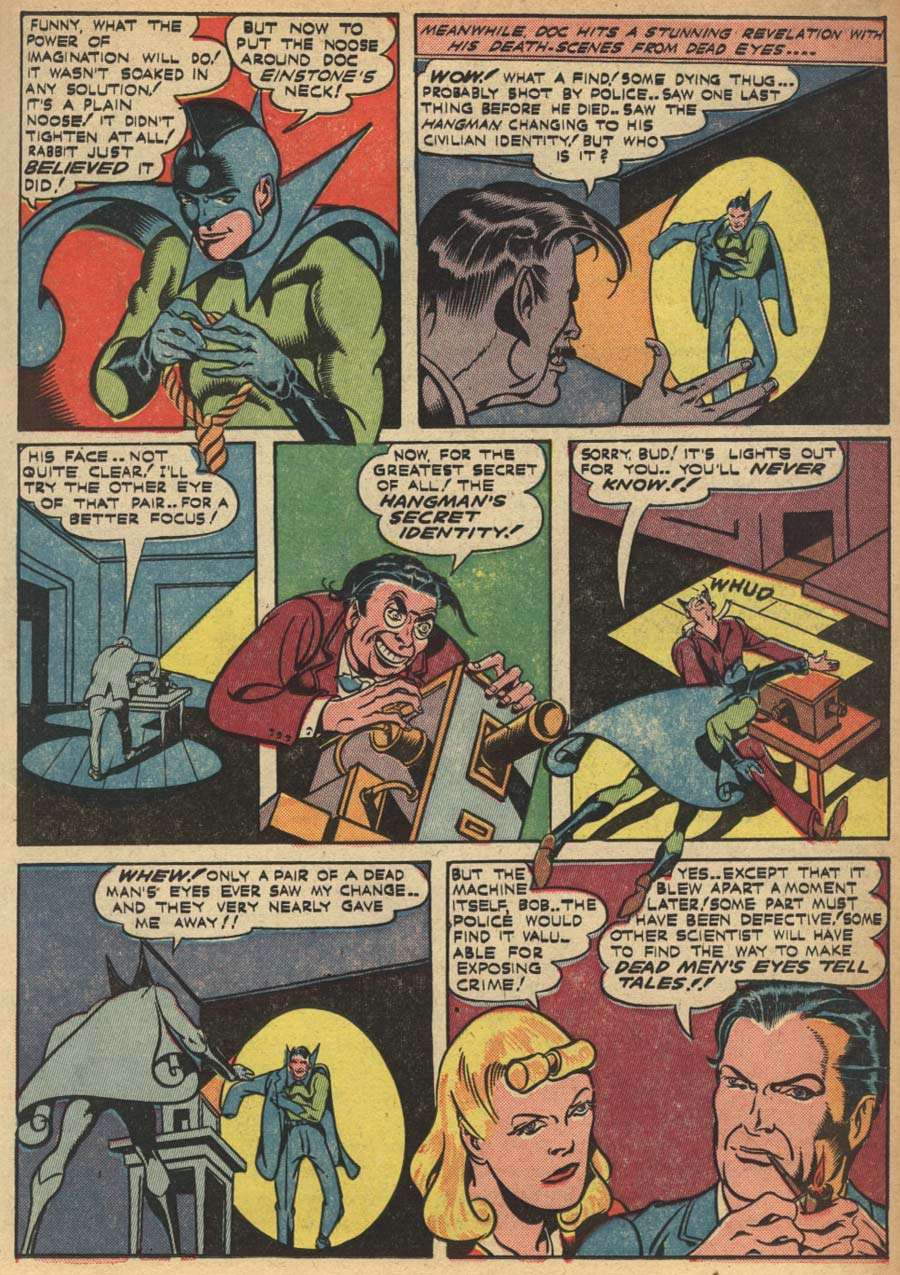 FUNNY, WHAT THE
POWER OF
IMAGINATION WILL DO!
IT WASN'T SOAKED IN
ANY SOLUTION!
IT'S A PLAIN
NOOSE! IT DIDN'T
TIGHTEN AT ALL!
RABBIT JUST
BELIEVED IT
DID!
BUT NOW TO
PUT THE NOOSE
AROUND DOC
EINSTONE'S
NECK!
MEANWHILE, DOC HITS A STUNNING REVELATION WITH
HIS DEATH-SCENES FROM DEAD EYES....
WOW! WHAT A FIND! SOME DYING THUG...
PROBABLY SHOT BY POLICE.. SAW ONE LAST
THING BEFORE HE DIED.. SAW THE
HANGMAN CHANGING TO HIS
CIVILIAN IDENTITY! BUT WHO
IS IT?
HIS FACE.. NOT
QUITE CLEAR! I'LL
TRY THE OTHER EYE
OF THAT PAIR.. FOR A
BETTER FOCUS!
NOW, FOR THE
GREATEST SECRET
OF ALL! THE
HANGMAN'S
SECRET
IDENTITY!
SORRY, BUD! IT'S LIGHTS OUT
FOR YOU.. YOU'LL NEVER
KNOW!!
WHUD
WHEW! ONLY A PAIR OF A DEAD
MAN'S EYES EVER SAW MY CHANGE..
AND THEY VERY NEARLY GAVE
ME AWAY!!
BUT THE
MACHINE
ITSELF, BOB.. THE
POLICE WOULD
FIND IT VALU-
ABLE FOR
EXPOSING
CRIME!
YES.. EXCEPT THAT IT
BLEW APART A MOMENT
LATER! SOME PART MUST
HAVE BEEN DEFECTIVE! SOME
OTHER SCIENTIST WILL HAVE
TO FIND THE WAY TO MAKE
DEAD MEN'S EYES TELL
TALES!!